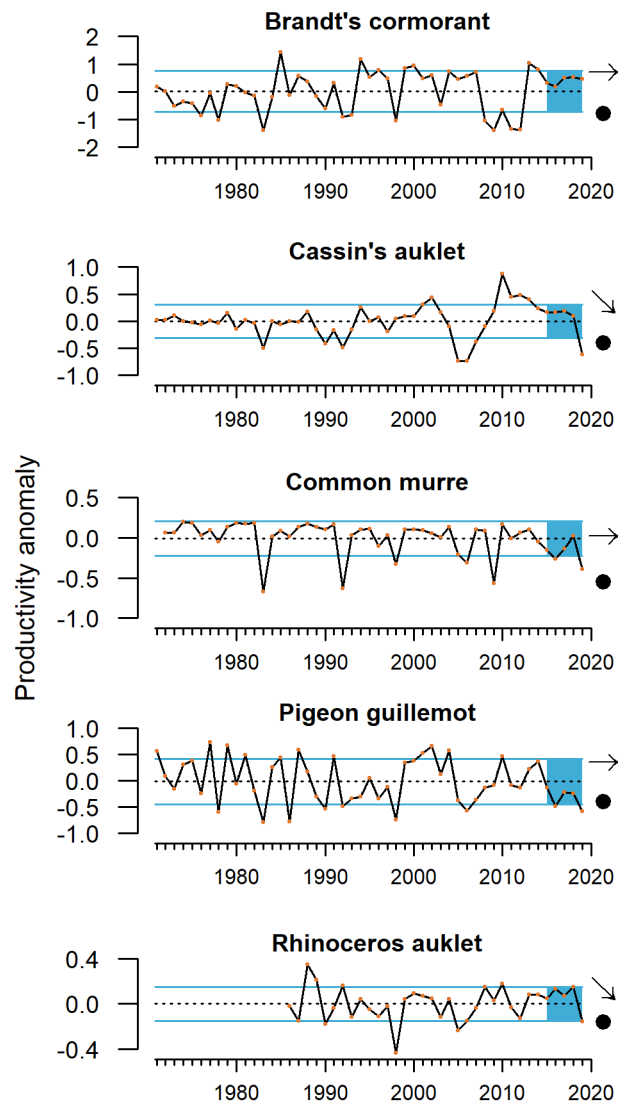 Brandt's cormorant
2
1
0
-1
-2
1980 1990 2000 2010 2020
Cassin's auklet
1.0
0.5
0.0
-0.5
-1.0
1980 1990 2000 2010 2020
Productivity anomaly
Common murre
0.5
0.0
-0.5
-1.0
1980 1990 2000 2010 2020
Pigeon guillemot
1.0
0.5
0.0
-0.5
-1.0
1980 1990 2000 2010 2020
Rhinoceros auklet
0.4
0.0
-0.4
1980 1990 2000 2010 2020